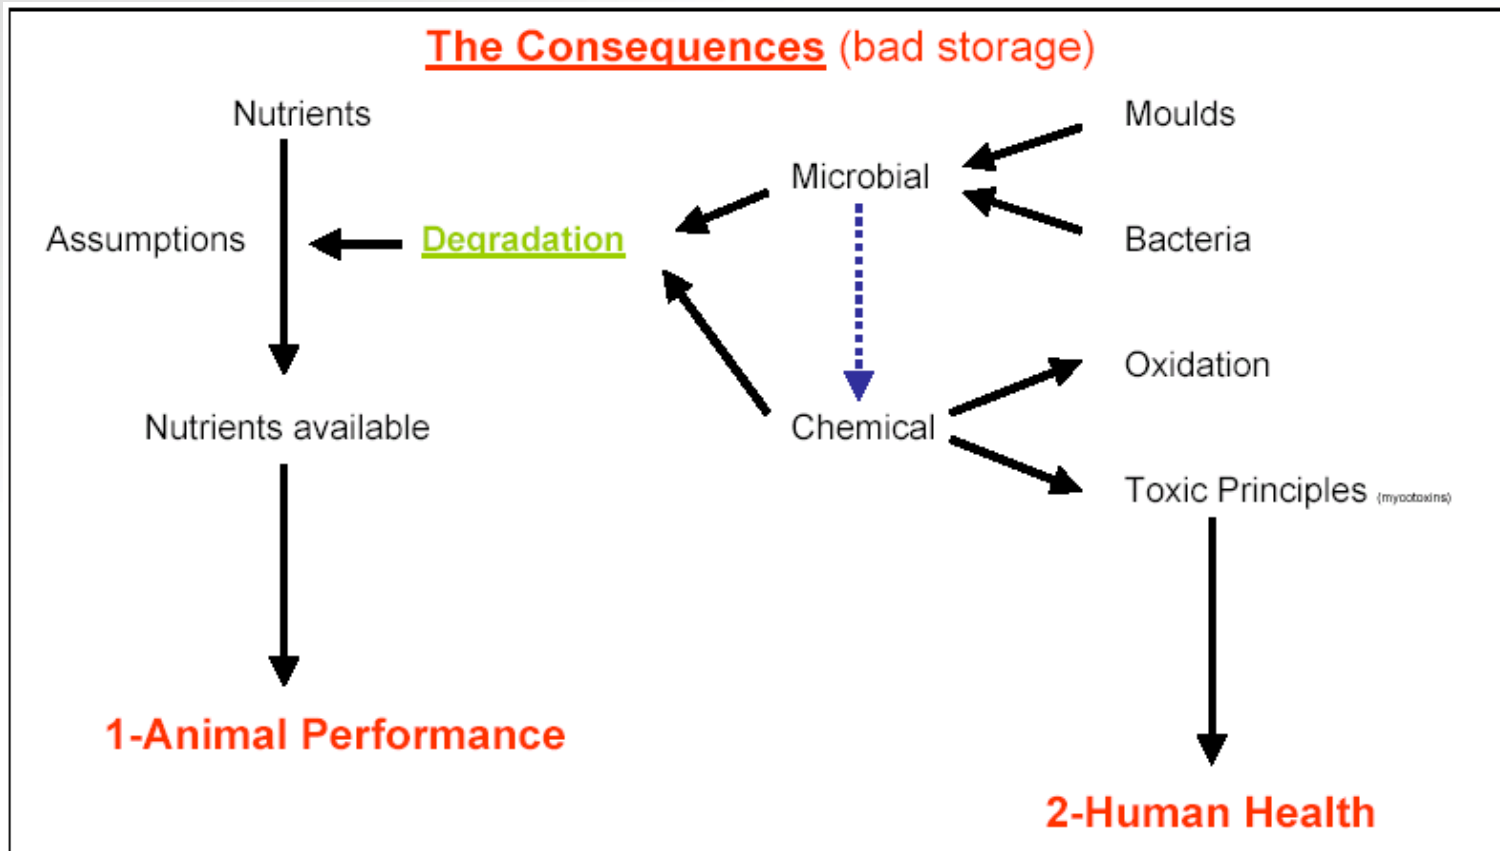 The Consequences (bad storage)
Nutrients
Moulds
Microbial
Assumptions
Degradation
Bacteria
Oxidation
Nutrients available
Chemical
Toxic Principles (mycotoxins)
1-Animal Performance
2-Human Health